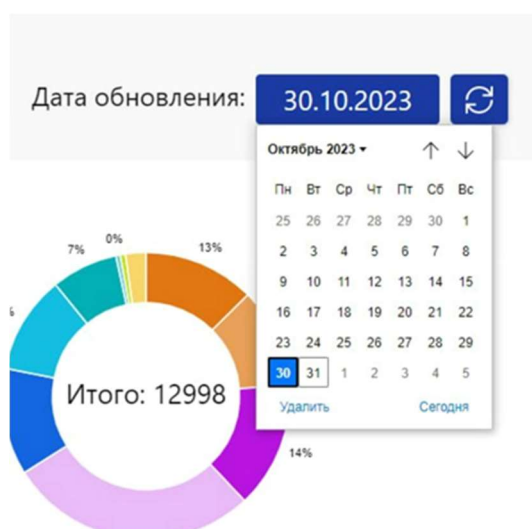 Дата обновления: 30.10.2023
Октябрь 2023
Пн Вт Ср Чт Пт Сб Вс
25 26 27 28 29 30 1
2 3 4 5 6 7 8
9 10 11 12 13 14 15
16 17 18 19 20 21 22
23 24 25 26 27 28 29
30 31 1 2 3 4 5
Удалить Сегодня
0%
7% 13%
Итого: 12998
14%